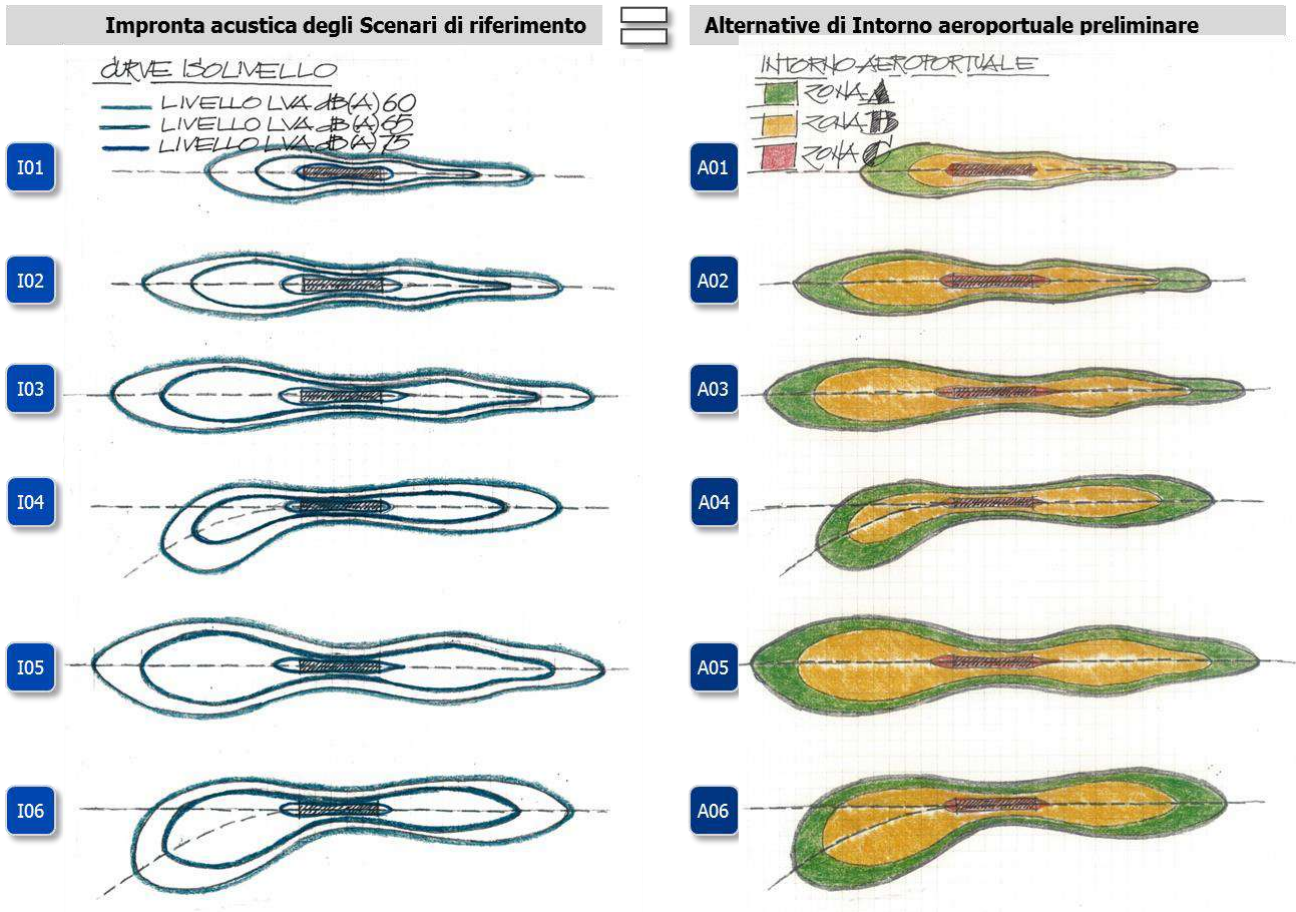 Impronta acustica degli Scenari di riferimento
Alternative di Intorno aeroportuale preliminare
CURVE ISOLIVELLO
LIVELLO LVA dB(A) 60
LIVELLO LVA dB(A) 65
LIVELLO LVA dB(A) 75
INTORNO AEROPORTUALE
ZONA A
ZONA B
ZONA C
I01
A01
I02
A02
I03
A03
I04
A04
I05
A05
I06
A06